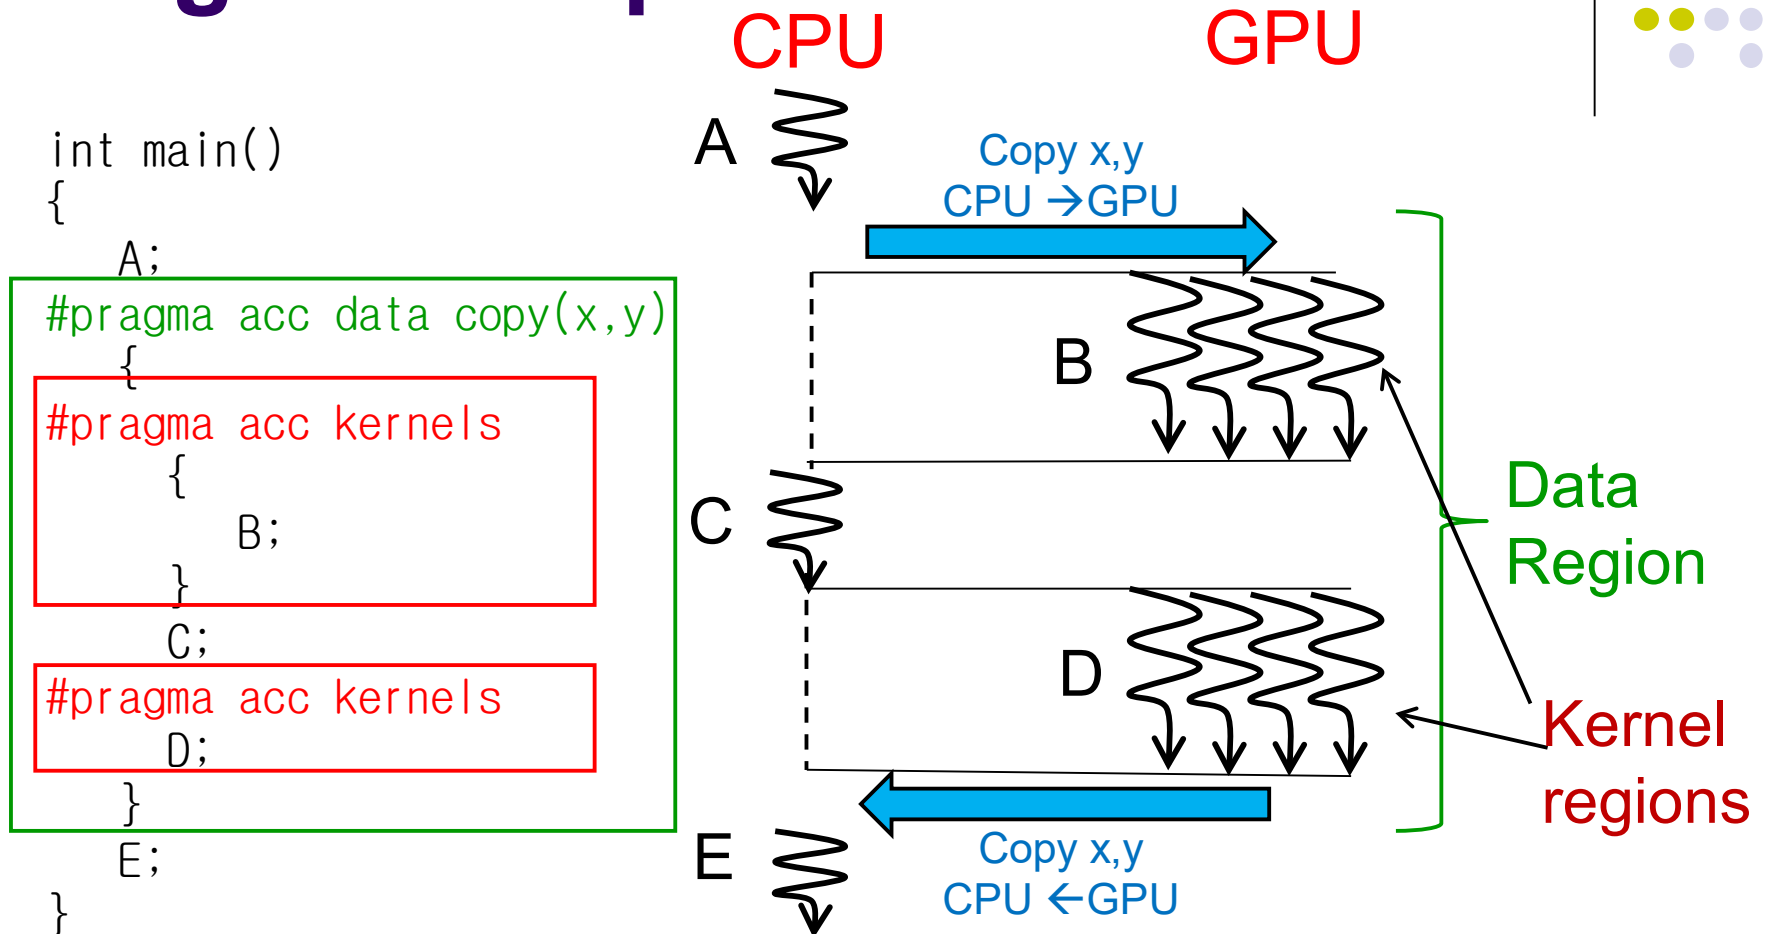 CPU
GPU
int main()
{
A;
#pragma acc data copy(x,y)
{
#pragma acc kernels
{
B;
}
C;
#pragma acc kernels
D;
}
E;
}
A
Copy x,y
CPU →GPU
B
C
D
E
Copy x,y
CPU ←GPU
Data
Region
Kernel
regions